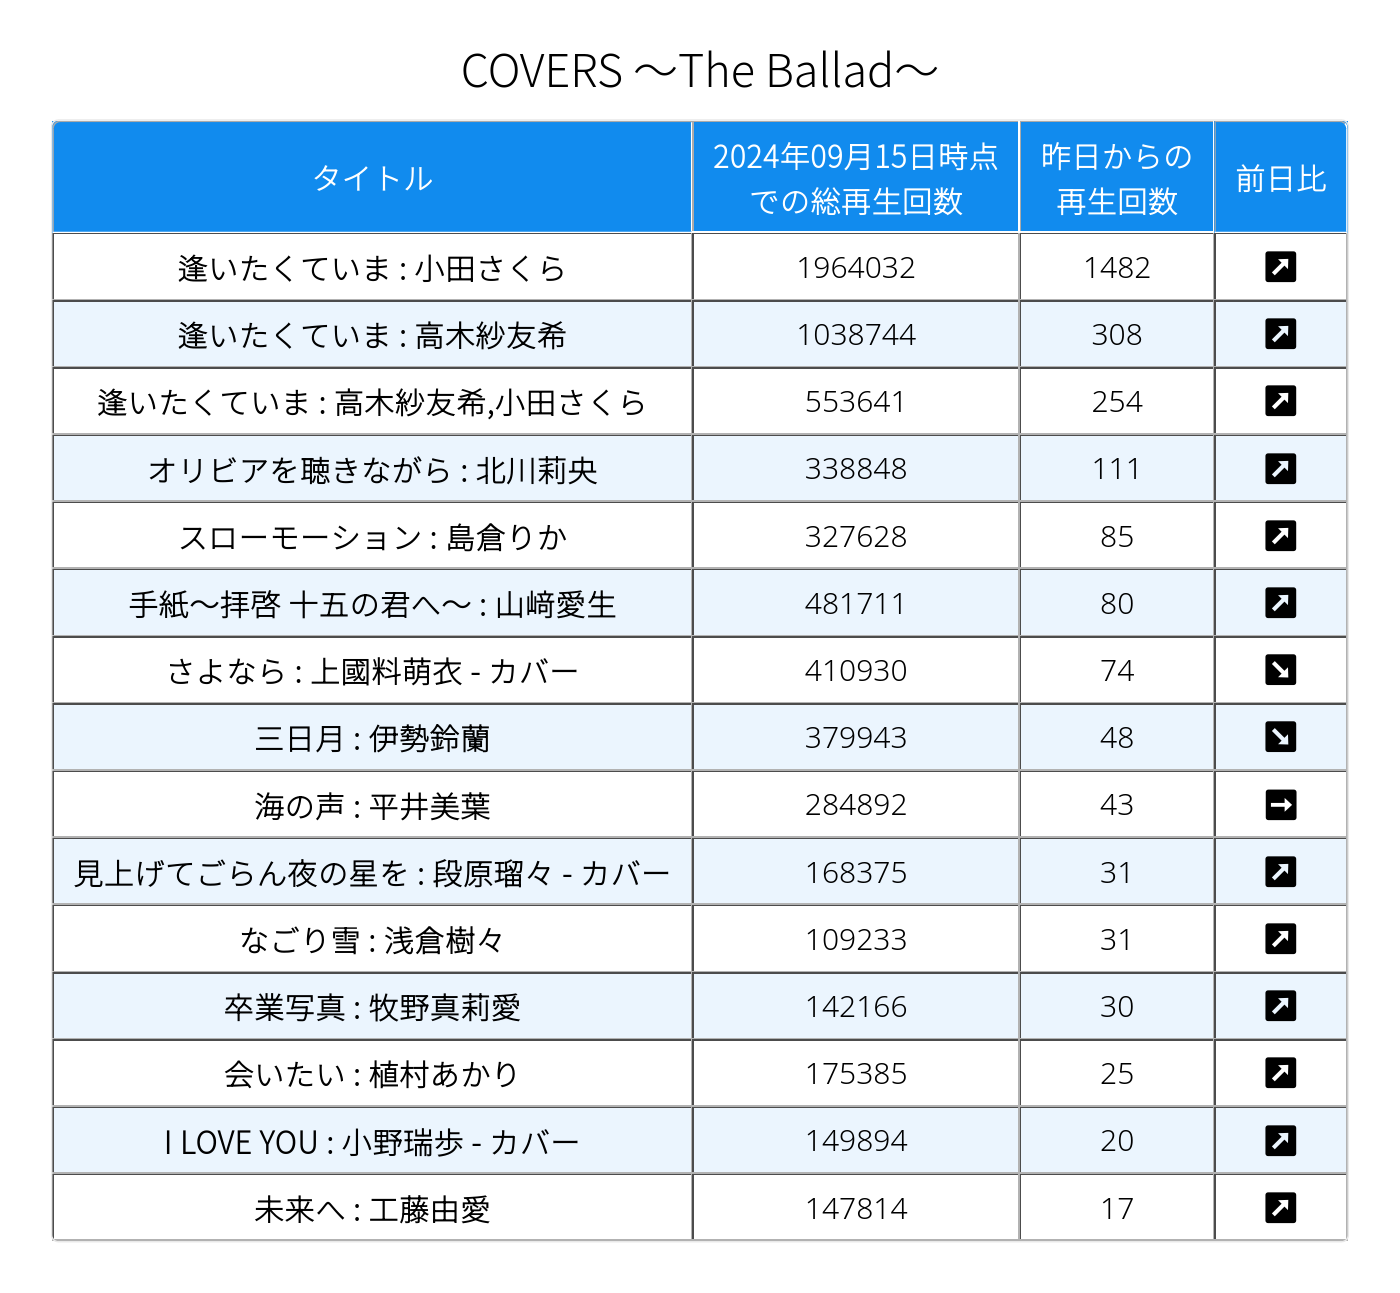 COVERS ～The Ballad～
タイトル 2024年09月15日時点 での総再生回数 昨日からの 再生回数 前日比
逢いたくていま : 小田さくら 1964032 1482 ↗
逢いたくていま : 高木紗友希 1038744 308 ↗
逢いたくていま : 高木紗友希,小田さくら 553641 254 ↗
オリビアを聴きながら : 北川莉央 338848 111 ↗
スローモーション : 島倉りか 327628 85 ↗
手紙～拝啓 十五の君へ～ : 山﨑愛生 481711 80 ↗
さよなら : 上國料萌衣 - カバー 410930 74 ↘
三日月 : 伊勢鈴蘭 379943 48 ↘
海の声 : 平井美葉 284892 43 →
見上げてごらん夜の星を : 段原瑠々 - カバー 168375 31 ↗
なごり雪 : 浅倉樹々 109233 31 ↗
卒業写真 : 牧野真莉愛 142166 30 ↗
会いたい : 植村あかり 175385 25 ↗
I LOVE YOU : 小野瑞歩 - カバー 149894 20 ↗
未来へ : 工藤由愛 147814 17 ↗